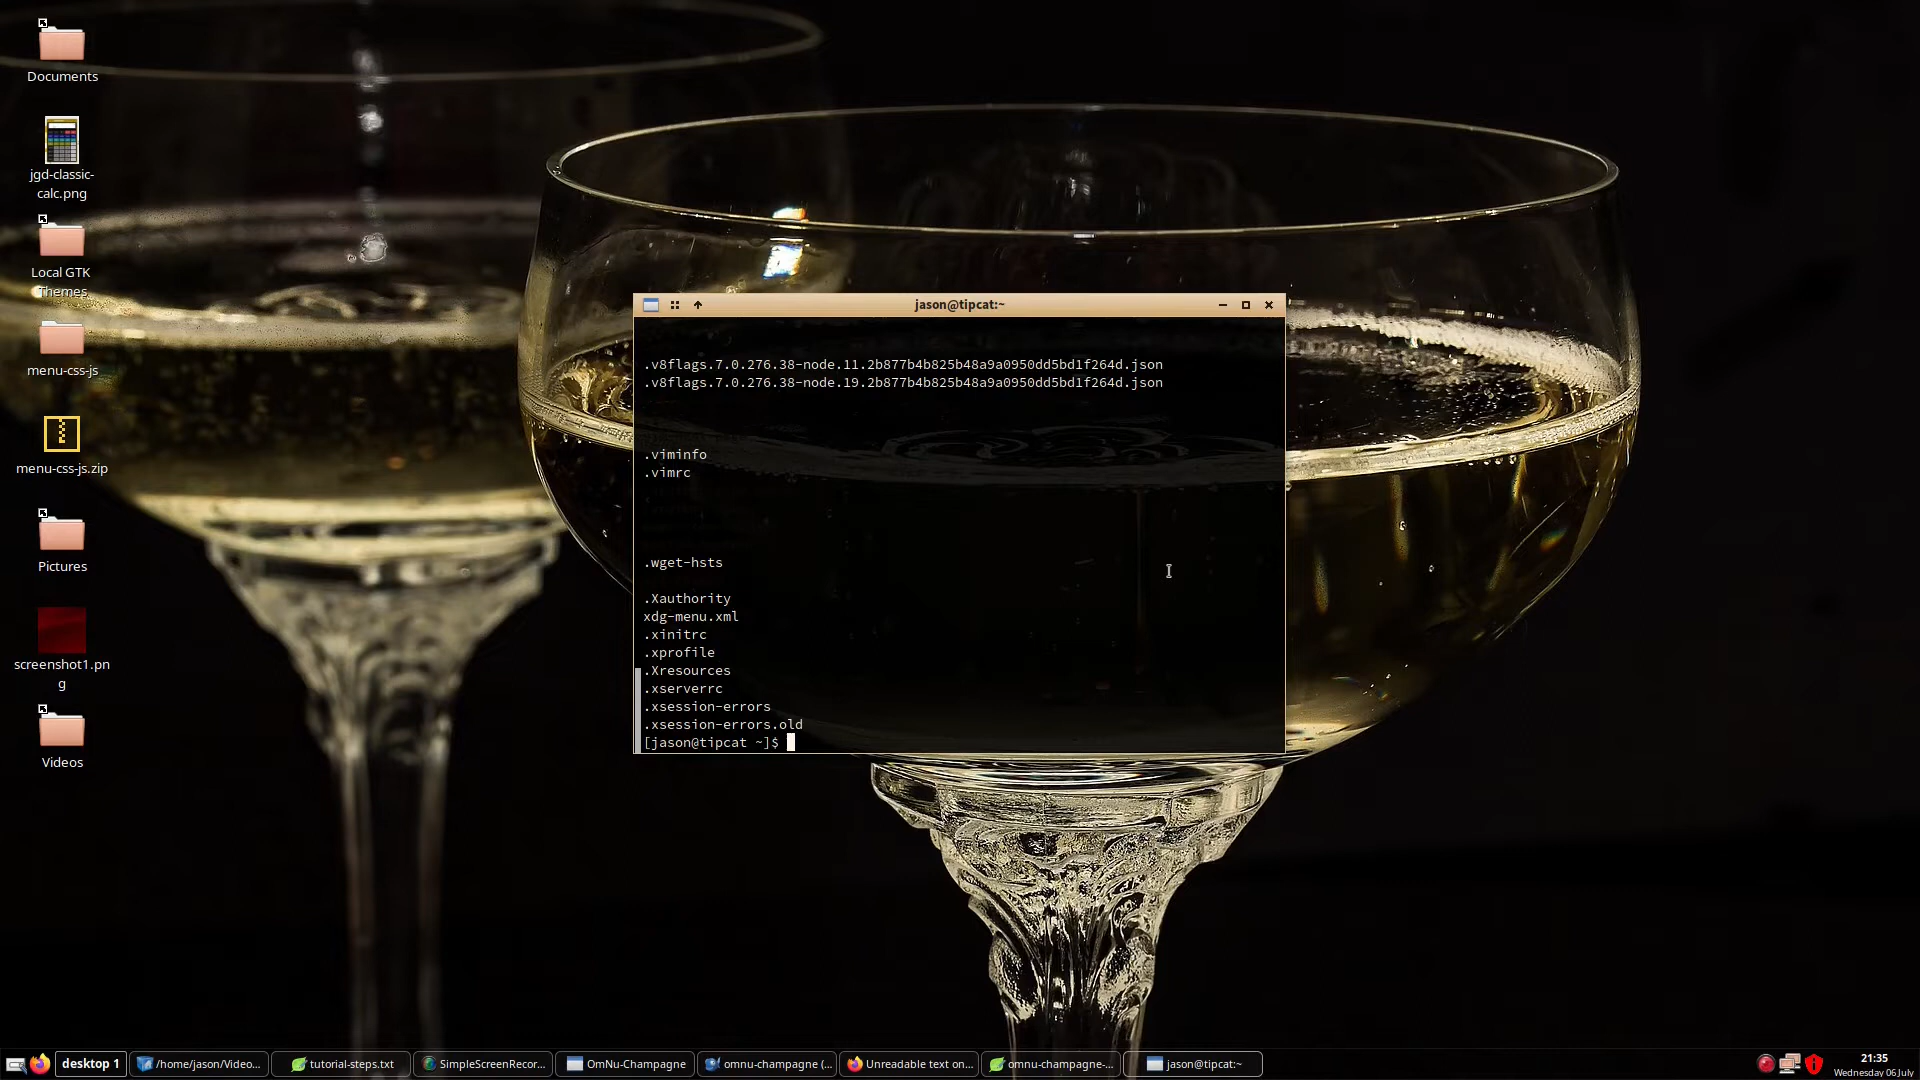 Documents
jgd-classic-
calc.png
Local GTK
Themes
menu-css-js
menu-css-js.zip
Pictures
screenshot1.pn
g
Videos
jason@tipcat:~
.v8flags.7.0.276.38-node.11.2b877b4b825b48a9a0950dd5bd1f264d.json
.v8flags.7.0.276.38-node.19.2b877b4b825b48a9a0950dd5bd1f264d.json
.viminfo
.vimrc
.wget-hsts
.Xauthority
xdg-menu.xml
.xinitrc
.xprofile
.Xresources
.xserverrc
.xsession-errors
.xsession-errors.old
[jason@tipcat ~]$
desktop 1
/home/jason/Video...
tutorial-steps.txt
SimpleScreenRecor...
OmNu-Champagne
omnu-champagne (...
Unreadable text on...
omnu-champagne-...
jason@tipcat:~
21:35
Wednesday 06 July